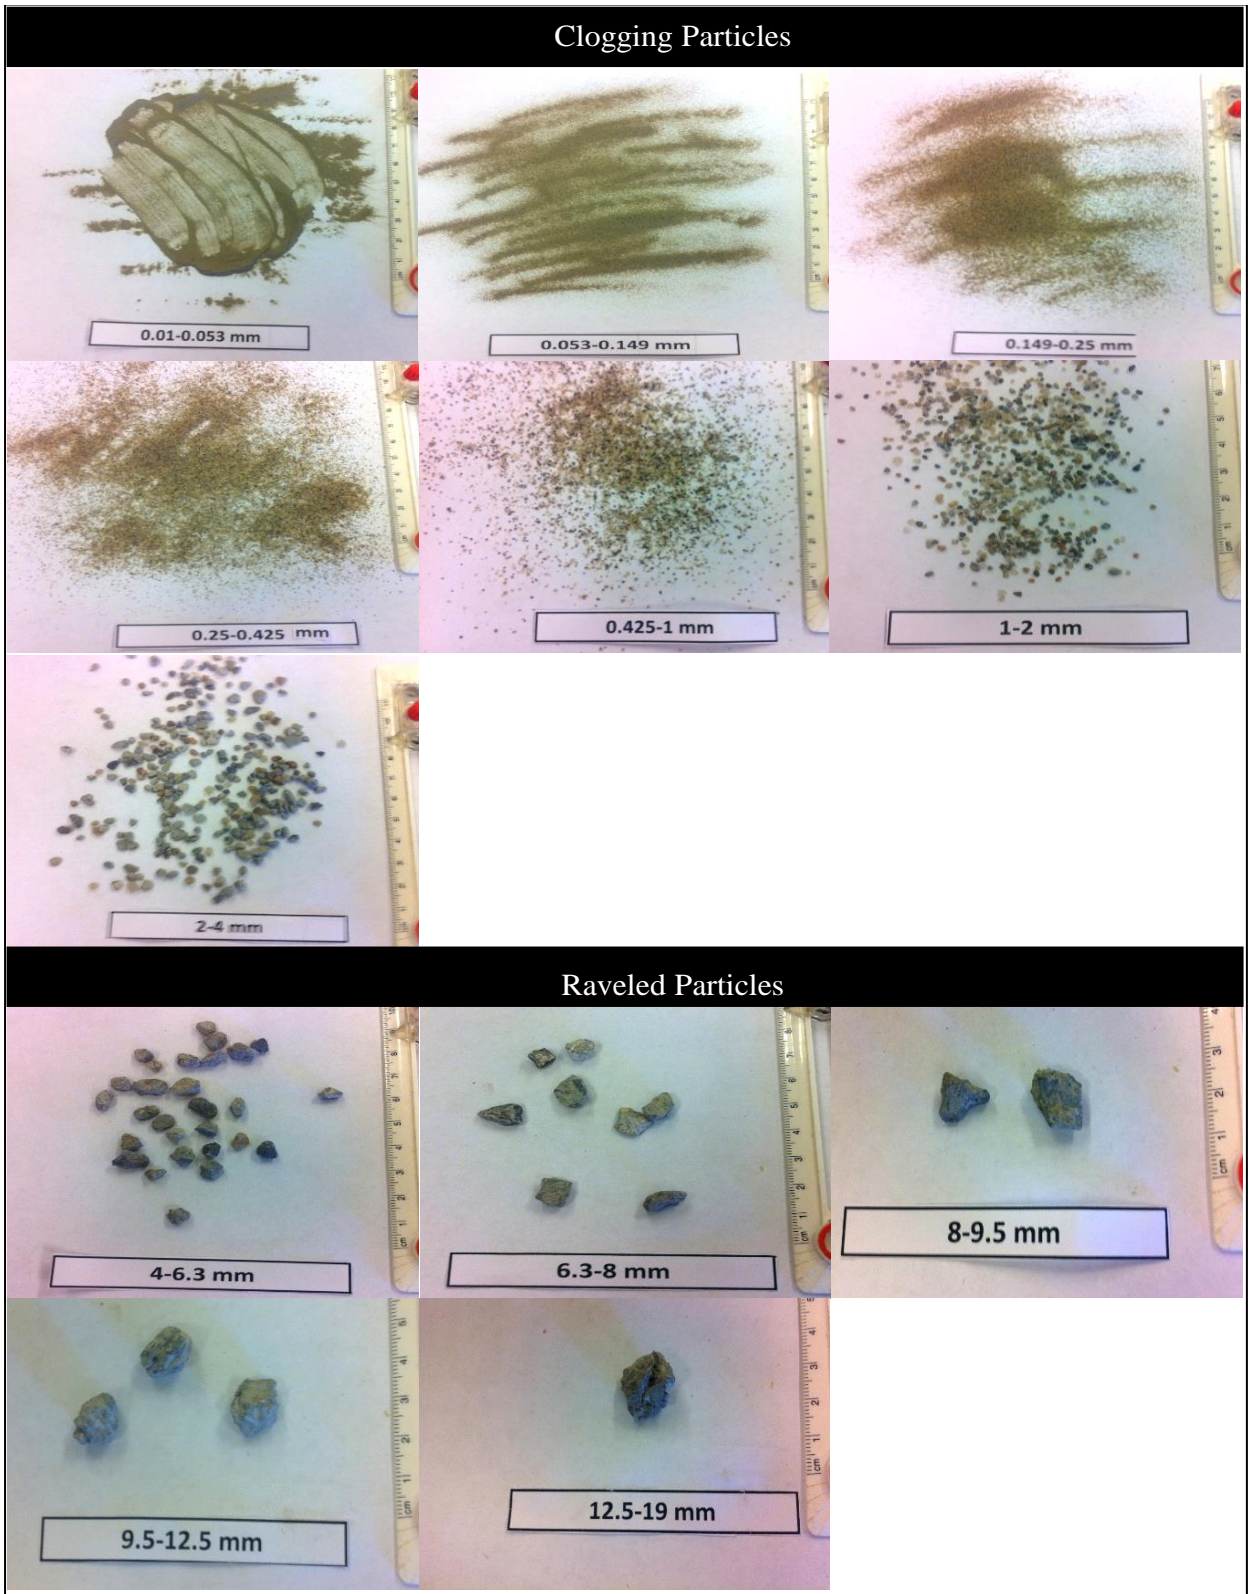 Clogging Particles
0.01-0.053 mm
0.053-0.149 mm
0.149-0.25 mm
0.25-0.425 mm
0.425-1 mm
1-2 mm
2-4 mm
Raveled Particles
4-6.3 mm
6.3-8 mm
8-9.5 mm
9.5-12.5 mm
12.5-19 mm